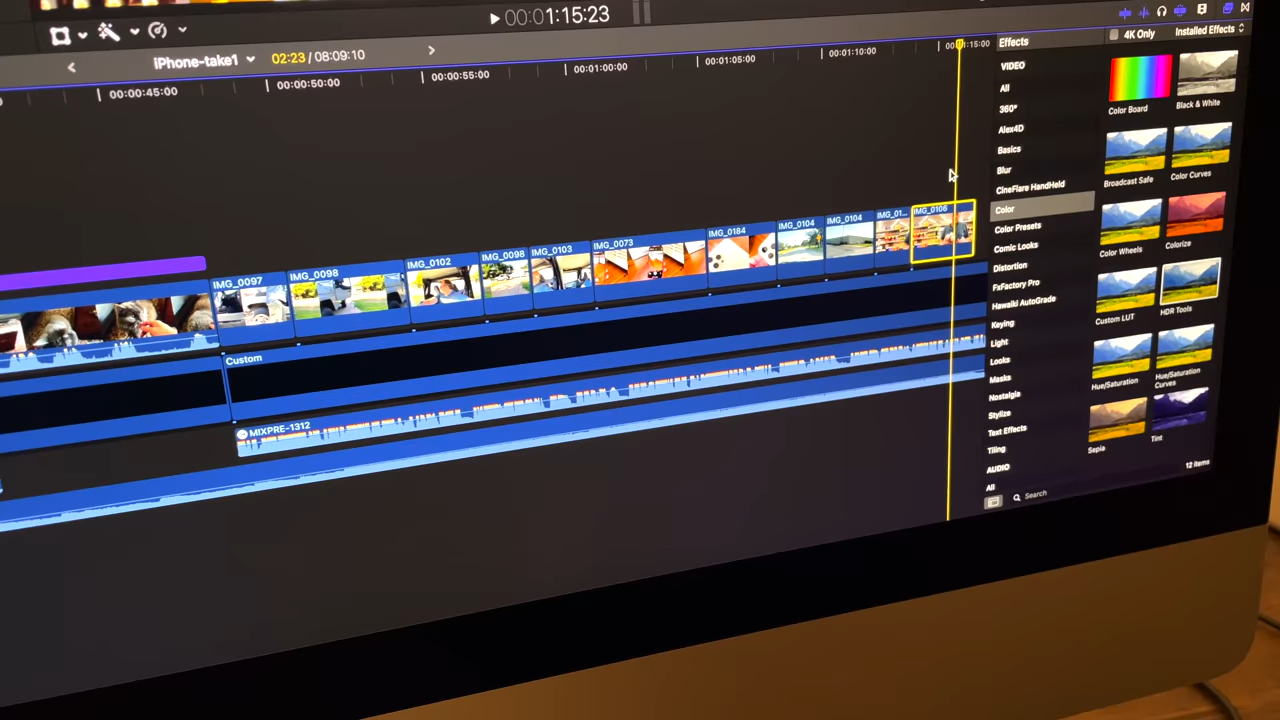 00:01:15:23
iPhone-take1
02:23 / 08:09:10
00:00:45:00
00:00:50:00
00:00:55:00
00:01:00:00
00:01:05:00
00:01:10:00
00:01:15:00
IMG_0097
IMG_0098
IMG_0102
IMG_0098
IMG_0103
IMG_0073
IMG_0184
IMG_0104
IMG_0104
IMG_01...
IMG_0106
Custom
MIXPRE-1312
Effects
4K Only
Installed Effects
VIDEO
All
360°
Alex4D
Basics
Blur
CineFlare HandHeld
Color
Color Presets
Comic Looks
Distortion
FxFactory Pro
Hawaiki AutoGrade
Keying
Light
Looks
Masks
Nostalgia
Stylize
Text Effects
Tiling
AUDIO
All
Color Board
Black & White
Broadcast Safe
Color Curves
Color Wheels
Colorize
Custom LUT
HDR Tools
Hue/Saturation
Hue/Saturation
Curves
Sepia
Tint
12 items
Search